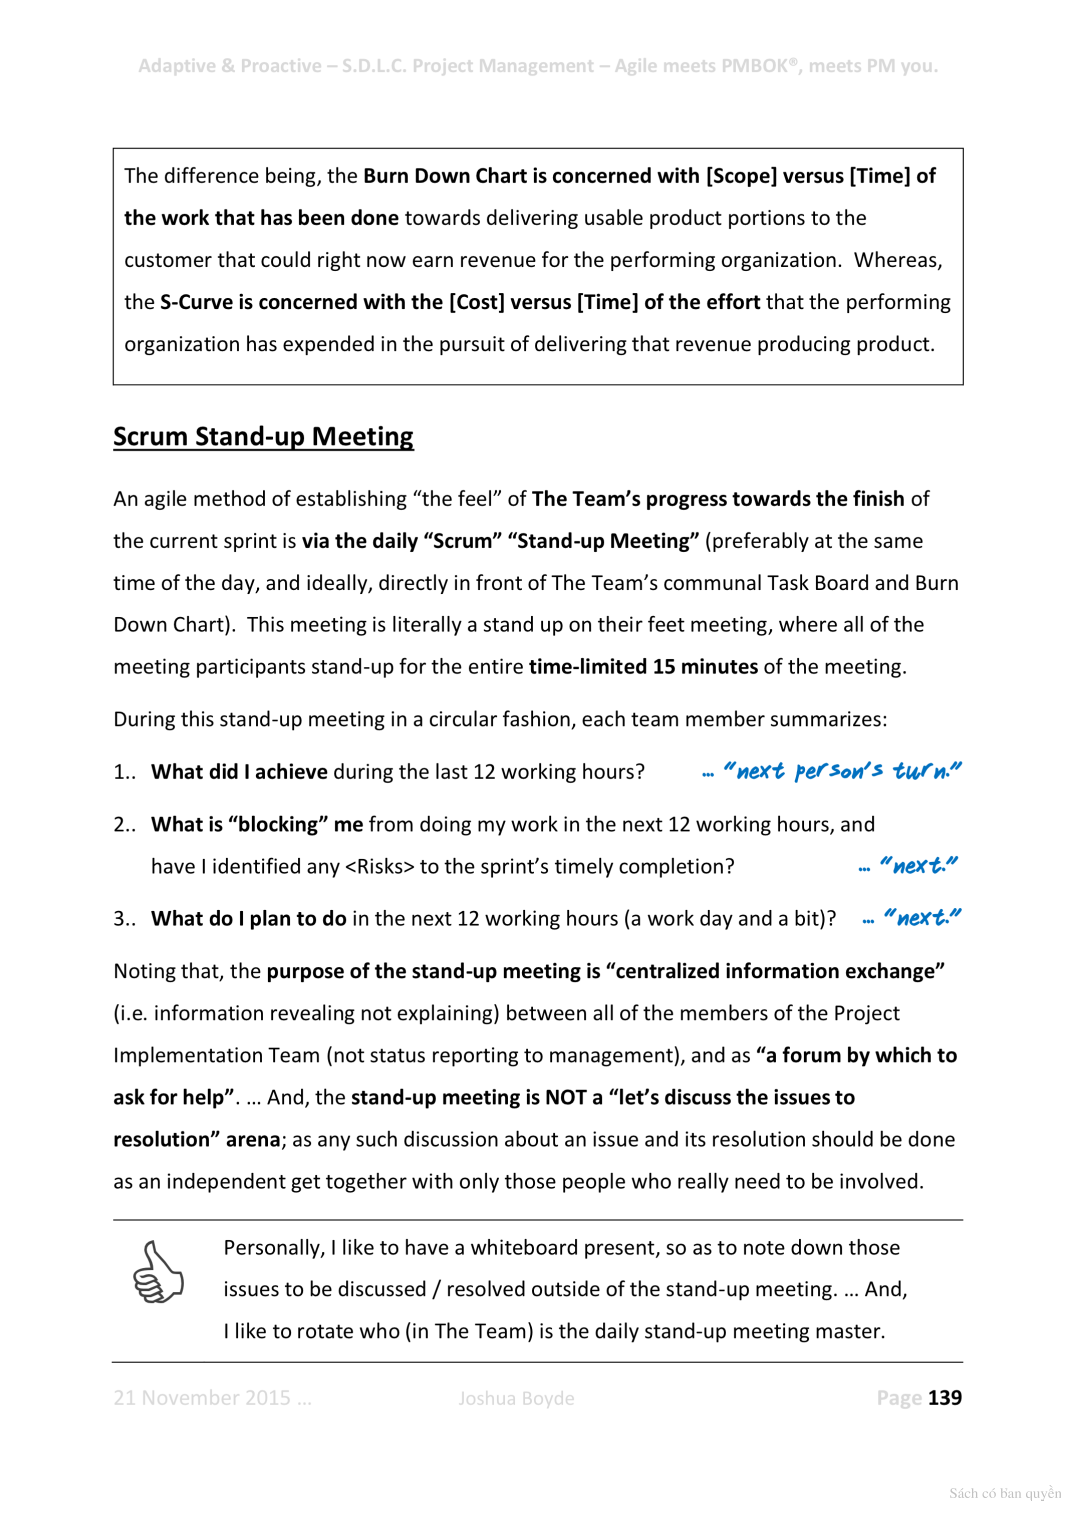 Adaptive & Proactive – S.D.L.C. Project Management – Agile meets PMBOK®, meets PM you.
The difference being, the Burn Down Chart is concerned with [Scope] versus [Time] of
the work that has been done towards delivering usable product portions to the
customer that could right now earn revenue for the performing organization.  Whereas,
the S-Curve is concerned with the [Cost] versus [Time] of the effort that the performing
organization has expended in the pursuit of delivering that revenue producing product.
Scrum Stand-up Meeting
An agile method of establishing “the feel” of The Team’s progress towards the finish of
the current sprint is via the daily “Scrum” “Stand-up Meeting” (preferably at the same
time of the day, and ideally, directly in front of The Team’s communal Task Board and Burn
Down Chart).  This meeting is literally a stand up on their feet meeting, where all of the
meeting participants stand-up for the entire time-limited 15 minutes of the meeting.
During this stand-up meeting in a circular fashion, each team member summarizes:
1.. What did I achieve during the last 12 working hours? … “next person’s turn.”
2.. What is “blocking” me from doing my work in the next 12 working hours, and
have I identified any <Risks> to the sprint’s timely completion? … “next.”
3.. What do I plan to do in the next 12 working hours (a work day and a bit)? … “next.”
Noting that, the purpose of the stand-up meeting is “centralized information exchange”
(i.e. information revealing not explaining) between all of the members of the Project
Implementation Team (not status reporting to management), and as “a forum by which to
ask for help”. … And, the stand-up meeting is NOT a “let’s discuss the issues to
resolution” arena; as any such discussion about an issue and its resolution should be done
as an independent get together with only those people who really need to be involved.
Personally, I like to have a whiteboard present, so as to note down those
issues to be discussed / resolved outside of the stand-up meeting. … And,
I like to rotate who (in The Team) is the daily stand-up meeting master.
21 November 2015 … Joshua Boyde Page 139
Sách có bản quyền